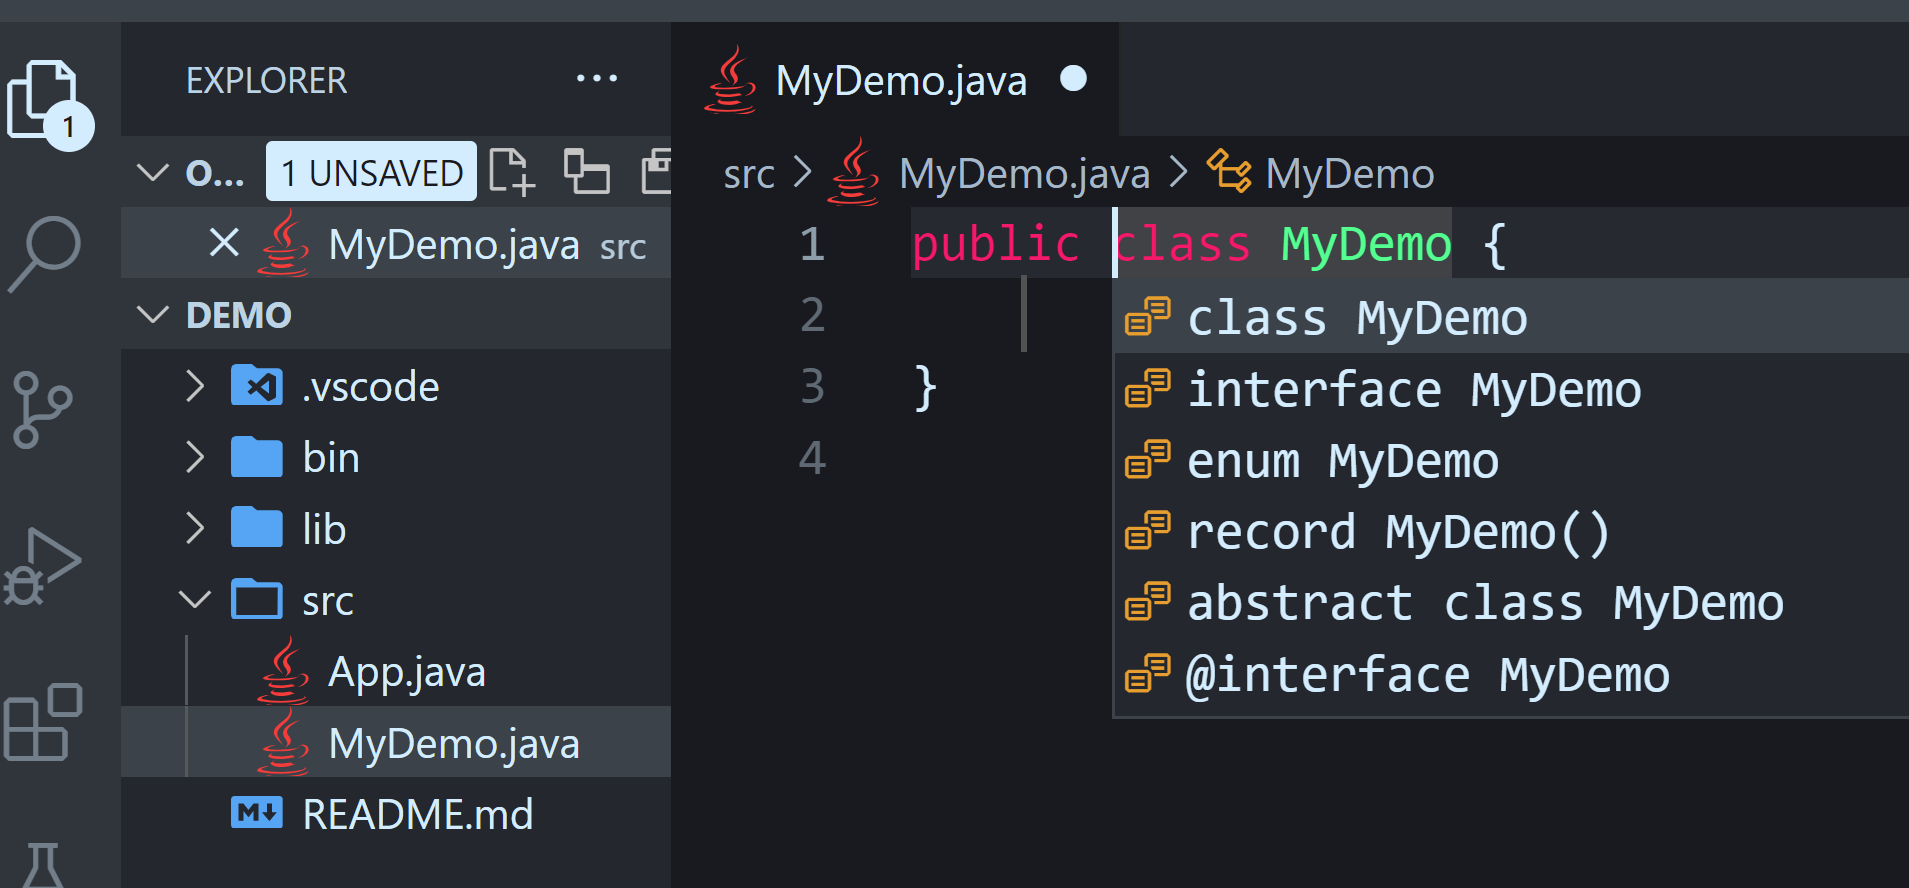 EXPLORER ...
1
O... 1 UNSAVED
MyDemo.java src
DEMO
.vscode
bin
lib
src
App.java
MyDemo.java
README.md
MyDemo.java
src > MyDemo.java > MyDemo
1 public class MyDemo {
2
3 }
4
class MyDemo
interface MyDemo
enum MyDemo
record MyDemo()
abstract class MyDemo
@interface MyDemo